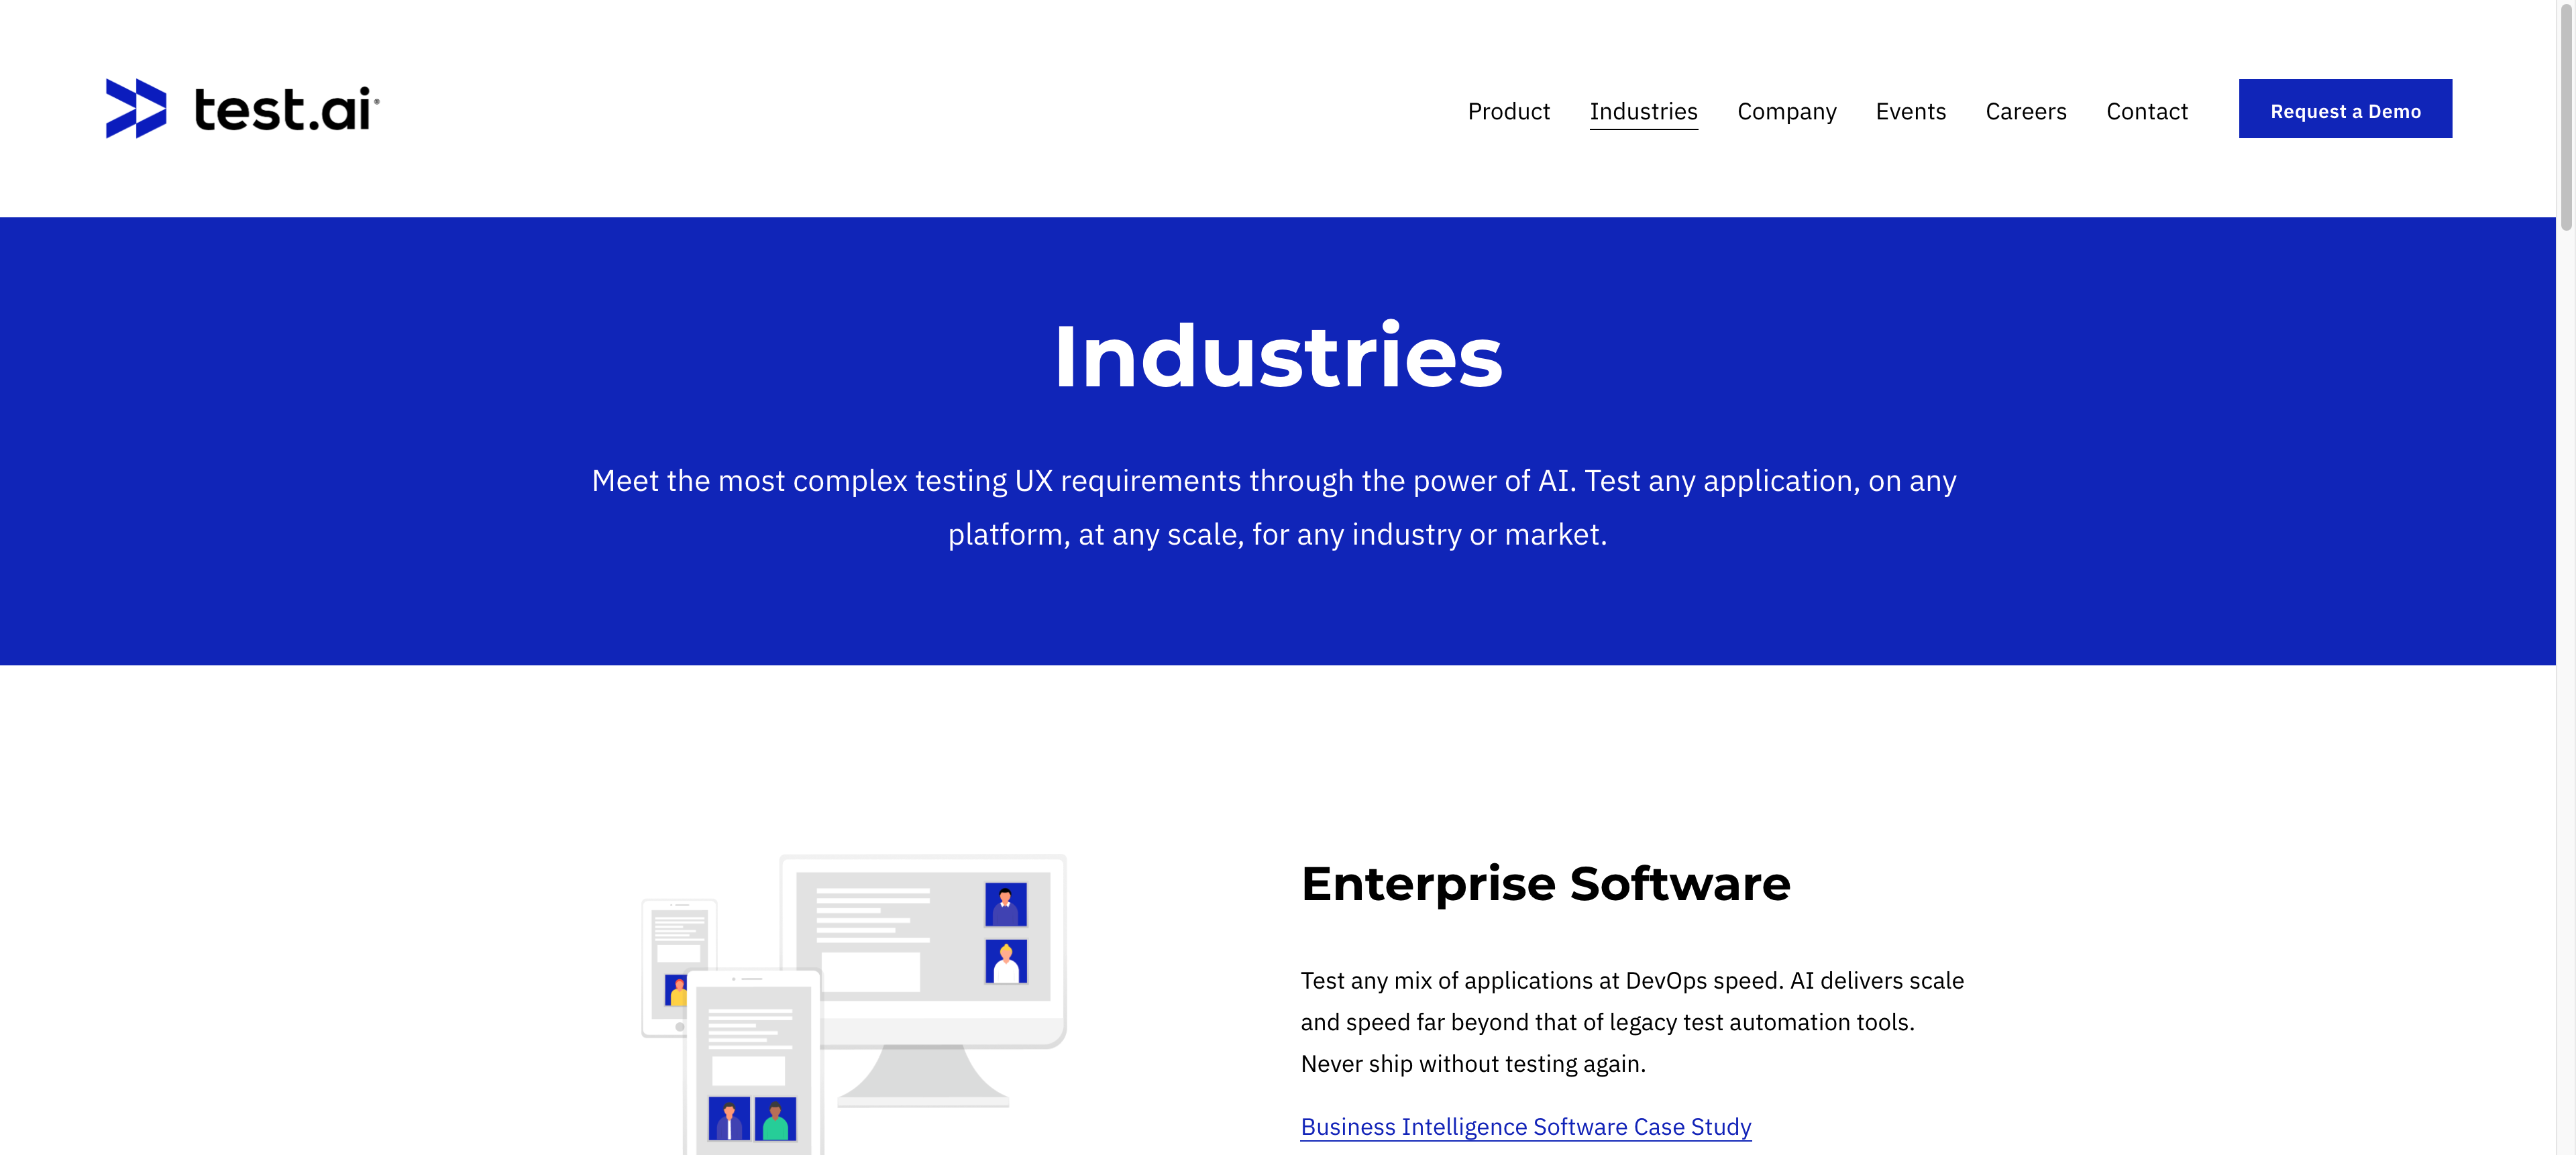 test.ai®
Product Industries Company Events Careers Contact Request a Demo
Industries
Meet the most complex testing UX requirements through the power of AI. Test any application, on any
platform, at any scale, for any industry or market.
Enterprise Software
Test any mix of applications at DevOps speed. AI delivers scale
and speed far beyond that of legacy test automation tools.
Never ship without testing again.
Business Intelligence Software Case Study